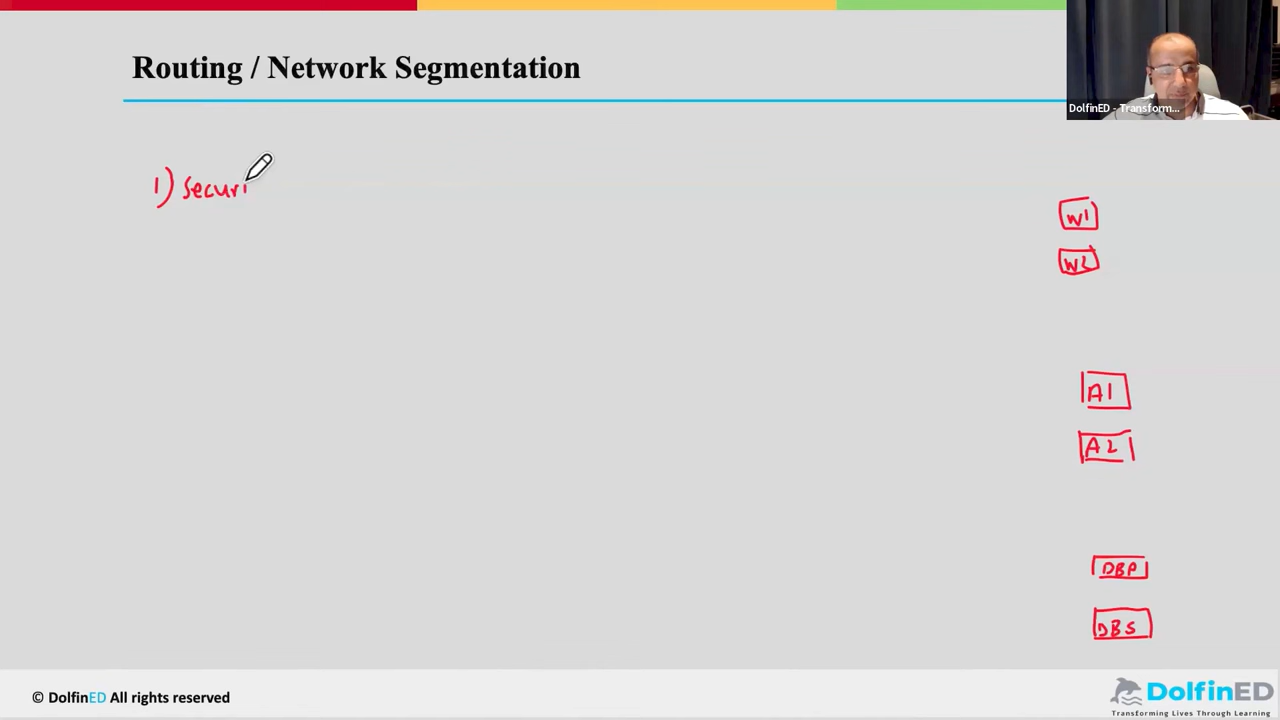 Routing / Network Segmentation
DolfinED - Transform...
1) Securi
W1
W2
A1
A2
DBP
DBS
© DolfinED All rights reserved
DolfinED
Transforming Lives Through Learning